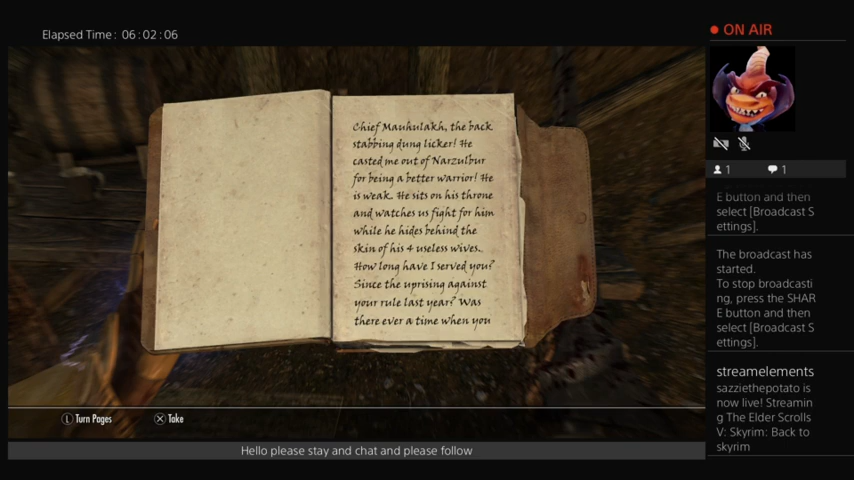 Elapsed Time: 06:02:06
Chief Mauhulakh, the back
stabbing dung licker! He
casted me out of Narzulbur
for being a better warrior! He
is weak. He sits on his throne
and watches us fight for him
while he hides behind the
skin of his 4 useless wives.
How long have I served you?
Since the uprising against
your rule last year? Was
there ever a time when you
L Turn Pages
X Take
Hello please stay and chat and please follow
ON AIR
1
1
E button and then
select [Broadcast S
ettings].
The broadcast has
started.
To stop broadcasti
ng, press the SHAR
E button and then
select [Broadcast S
ettings].
streamelements
sazziethepotato is
now live! Streamin
g The Elder Scrolls
V: Skyrim: Back to
skyrim